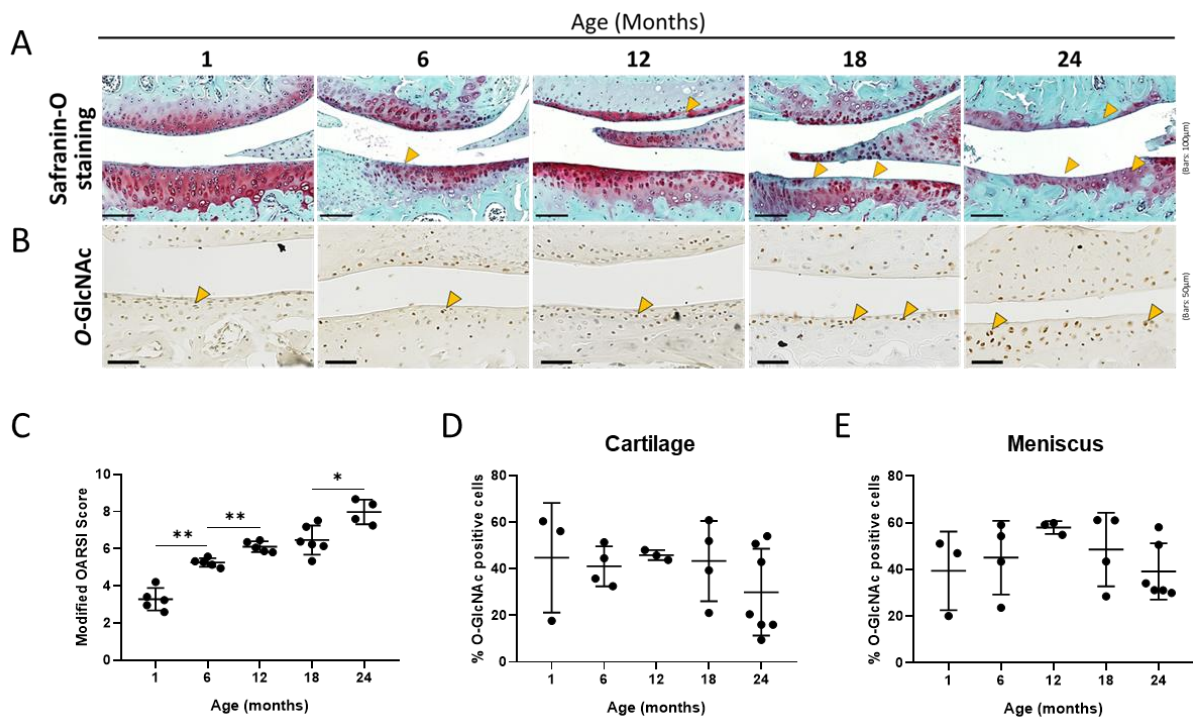 Age (Months)
A
1 6 12 18 24
Safranin-O
staining
(Bars: 100µm)
B
O-GlcNAc
(Bars: 50µm)
C
Modified OARSI Score
10
8
6
4
2
0
** ** *
1 6 12 18 24
Age (months)
D
Cartilage
% O-GlcNAc positive cells
80
60
40
20
0
1 6 12 18 24
Age (months)
E
Meniscus
% O-GlcNAc positive cells
80
60
40
20
0
1 6 12 18 24
Age (months)